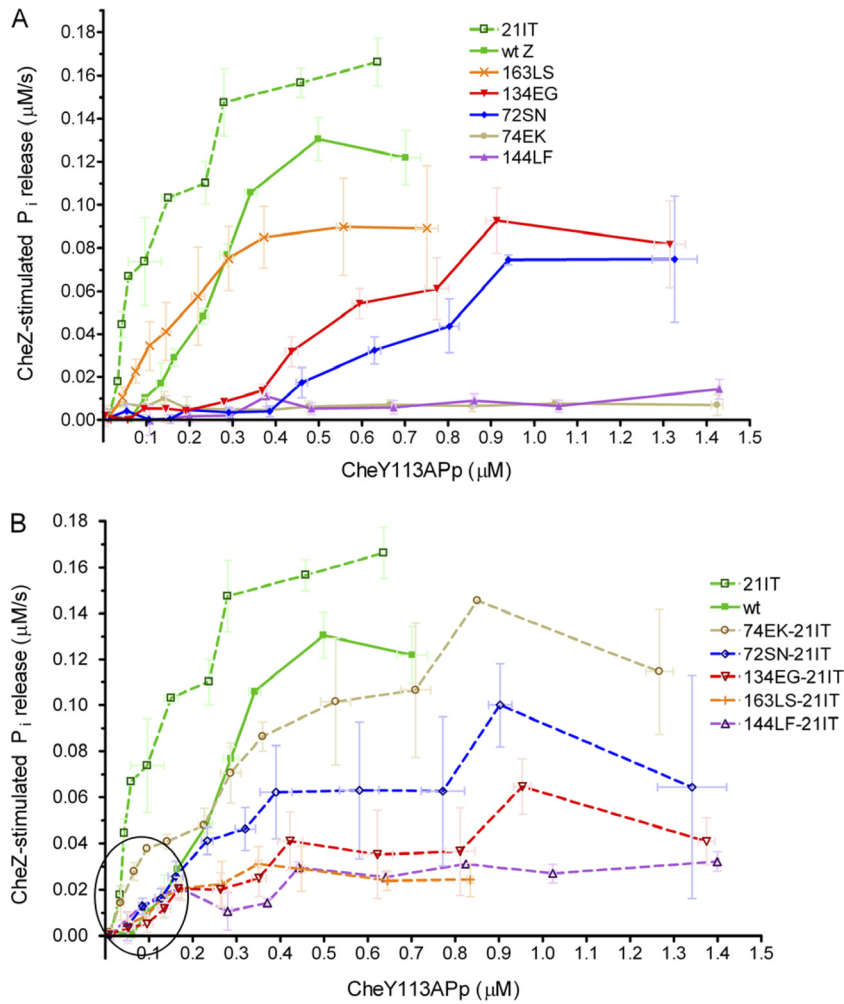 A
0.18
0.16
0.14
0.12
0.10
0.08
0.06
0.04
0.02
0.00
CheZ-stimulated Pi release (μM/s)
21IT
wt Z
163LS
134EG
72SN
74EK
144LF
0.1 0.2 0.3 0.4 0.5 0.6 0.7 0.8 0.9 1.0 1.1 1.2 1.3 1.4 1.5
CheY113APp (μM)
B
0.18
0.16
0.14
0.12
0.10
0.08
0.06
0.04
0.02
0.00
CheZ-stimulated Pi release (μM/s)
21IT
wt
74EK-21IT
72SN-21IT
134EG-21IT
163LS-21IT
144LF-21IT
0.1 0.2 0.3 0.4 0.5 0.6 0.7 0.8 0.9 1.0 1.1 1.2 1.3 1.4 1.5
CheY113APp (μM)